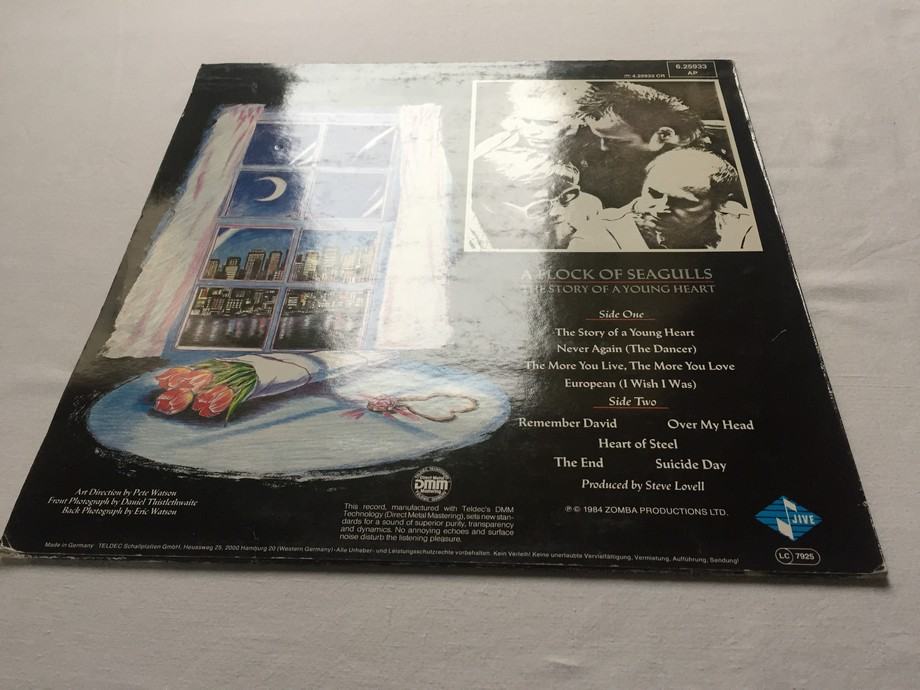 6.25933
AP
4.25933 CR
A FLOCK OF SEAGULLS
THE STORY OF A YOUNG HEART
Side One
The Story of a Young Heart
Never Again (The Dancer)
The More You Live, The More You Love
European (I Wish I Was)
Side Two
Remember David Over My Head
Heart of Steel
The End Suicide Day
Produced by Steve Lovell
℗ © 1984 ZOMBA PRODUCTIONS LTD.
JIVE
LC 7925
Art Direction by Pete Watson
Front Photograph by Daniel Thistlethwaite
Back Photograph by Eric Watson
DMM
This record, manufactured with Teldec's DMM
Technology (Direct Metal Mastering), sets new stan-
dards for a sound of superior purity, transparency
and dynamics. No annoying echoes and surface
noise disturb the listening pleasure.
Made in Germany · TELDEC Schallplatten GmbH, Heussweg 25, 2000 Hamburg 20 (Western Germany) · Alle Urheber- und Leistungsschutzrechte vorbehalten. Kein Verleih! Keine unerlaubte Vervielfältigung, Vermietung, Aufführung, Sendung!